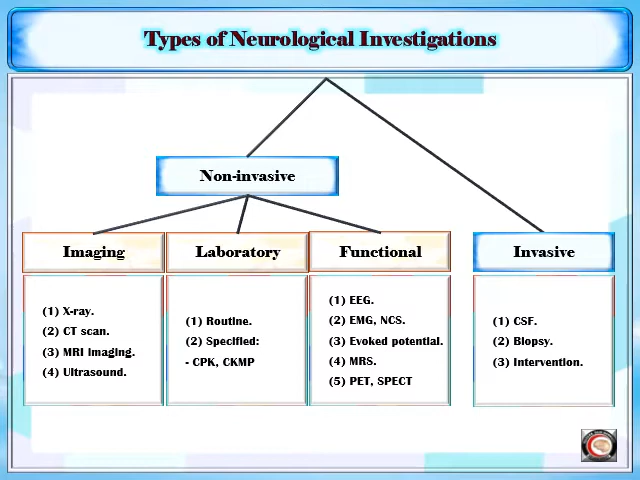 Types of Neurological Investigations
Non-invasive
Imaging
Laboratory
Functional
Invasive
(1) X-ray.
(2) CT scan.
(3) MRI imaging.
(4) Ultrasound.
(1) Routine.
(2) Specified:
- CPK, CKMP
(1) EEG.
(2) EMG, NCS.
(3) Evoked potential.
(4) MRS.
(5) PET, SPECT
(1) CSF.
(2) Biopsy.
(3) Intervention.